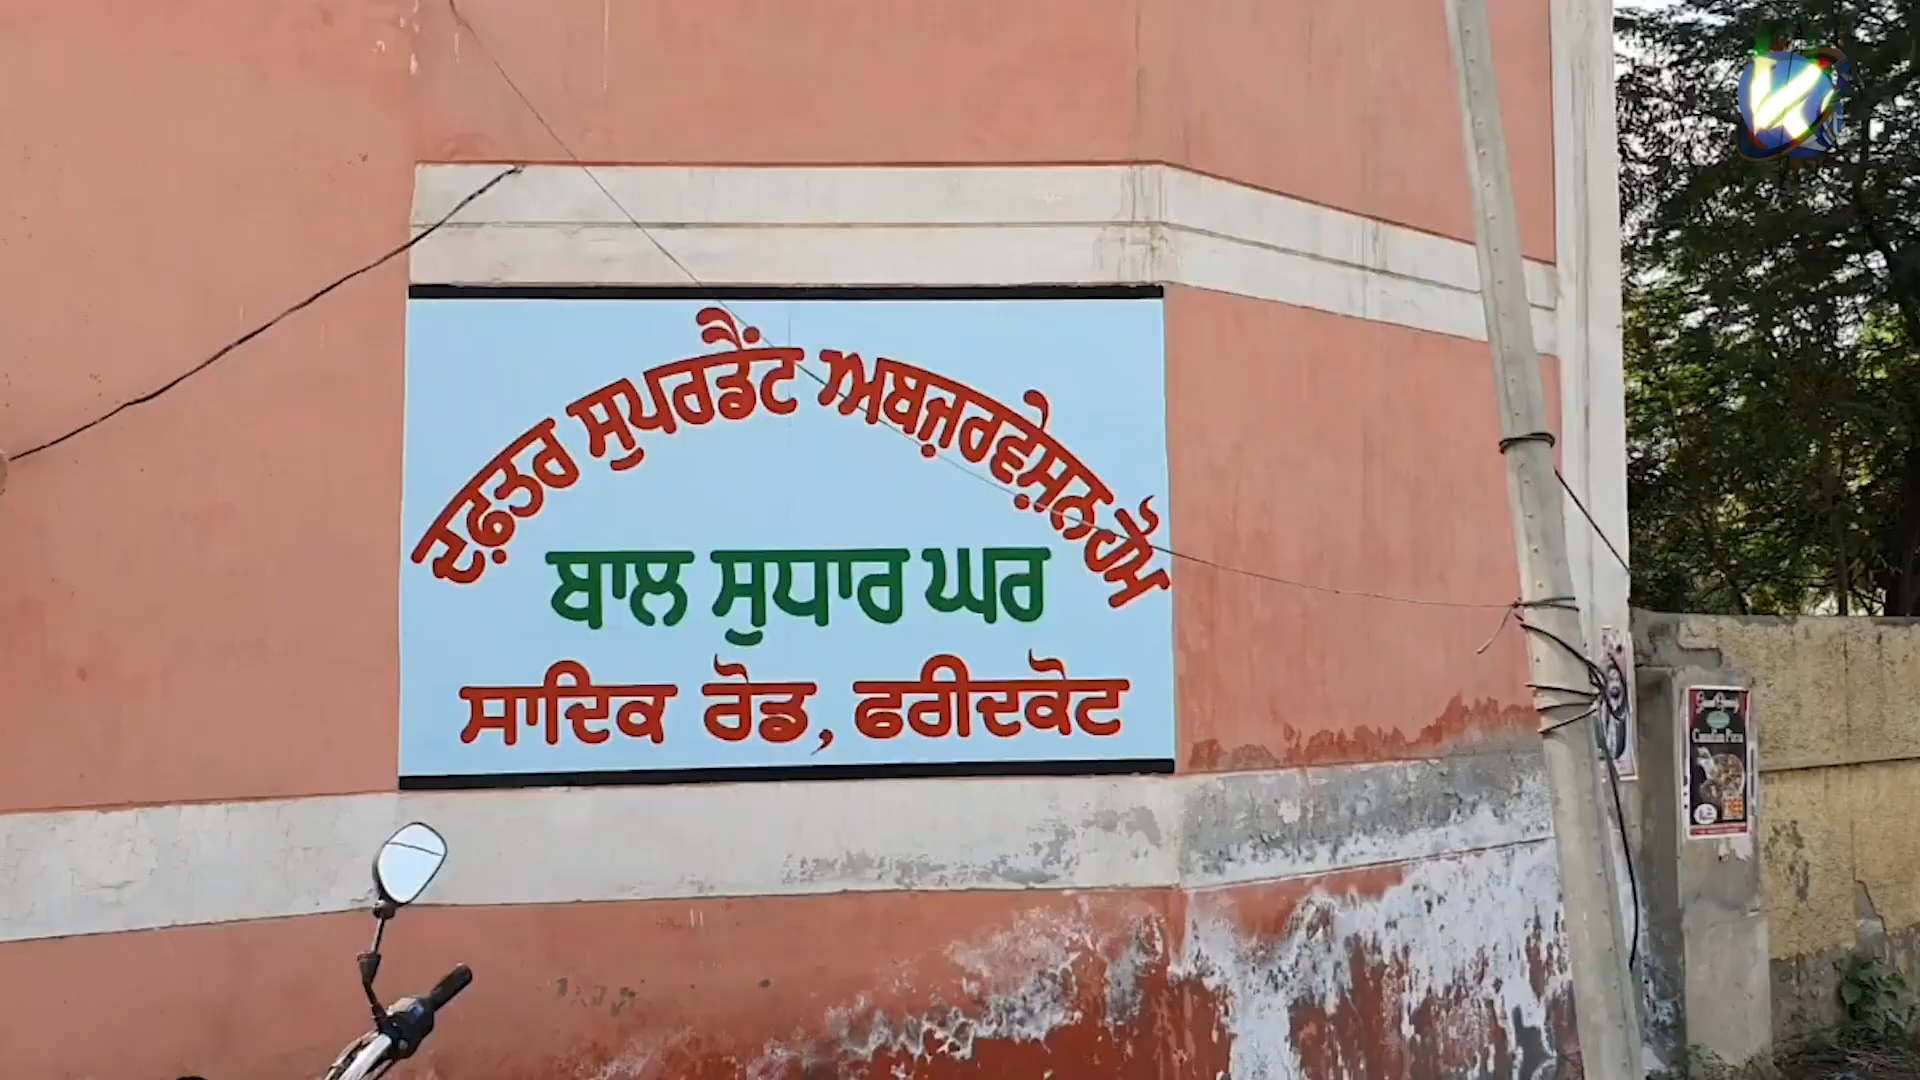 ਦਫ਼ਤਰ ਸੁਪਰਡੈਂਟ ਅਬਜ਼ਰਵੇਸ਼ਨ ਹੋਮ
ਬਾਲ ਸੁਧਾਰ ਘਰ
ਸਾਦਿਕ ਰੋਡ, ਫਰੀਦਕੋਟ